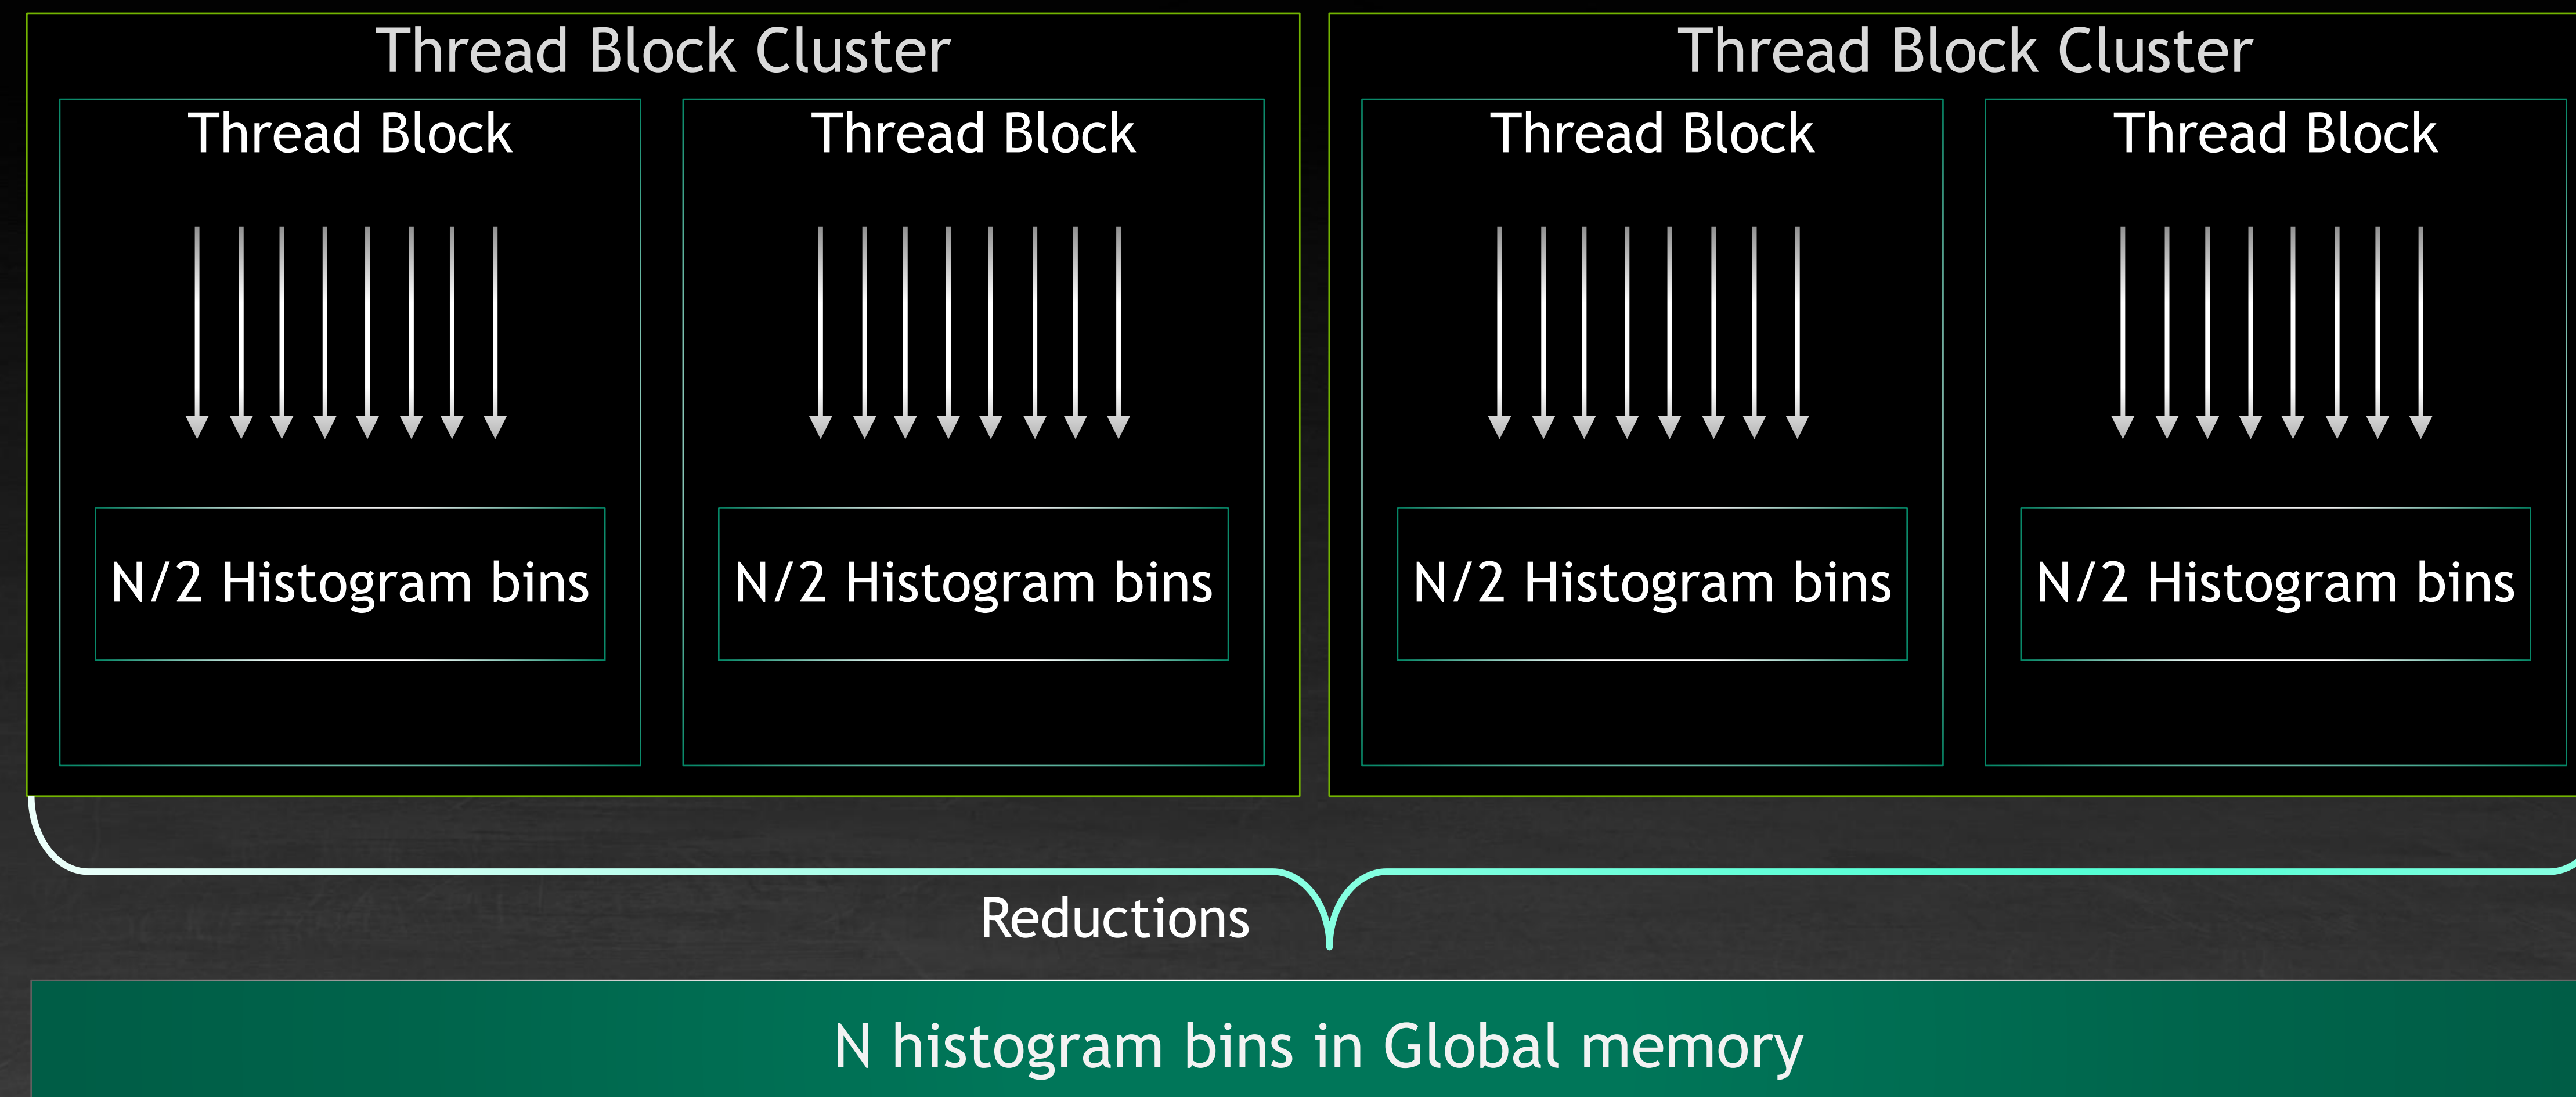 Thread Block Cluster
Thread Block Cluster
Thread Block
Thread Block
Thread Block
Thread Block
N/2 Histogram bins
N/2 Histogram bins
N/2 Histogram bins
N/2 Histogram bins
Reductions
N histogram bins in Global memory